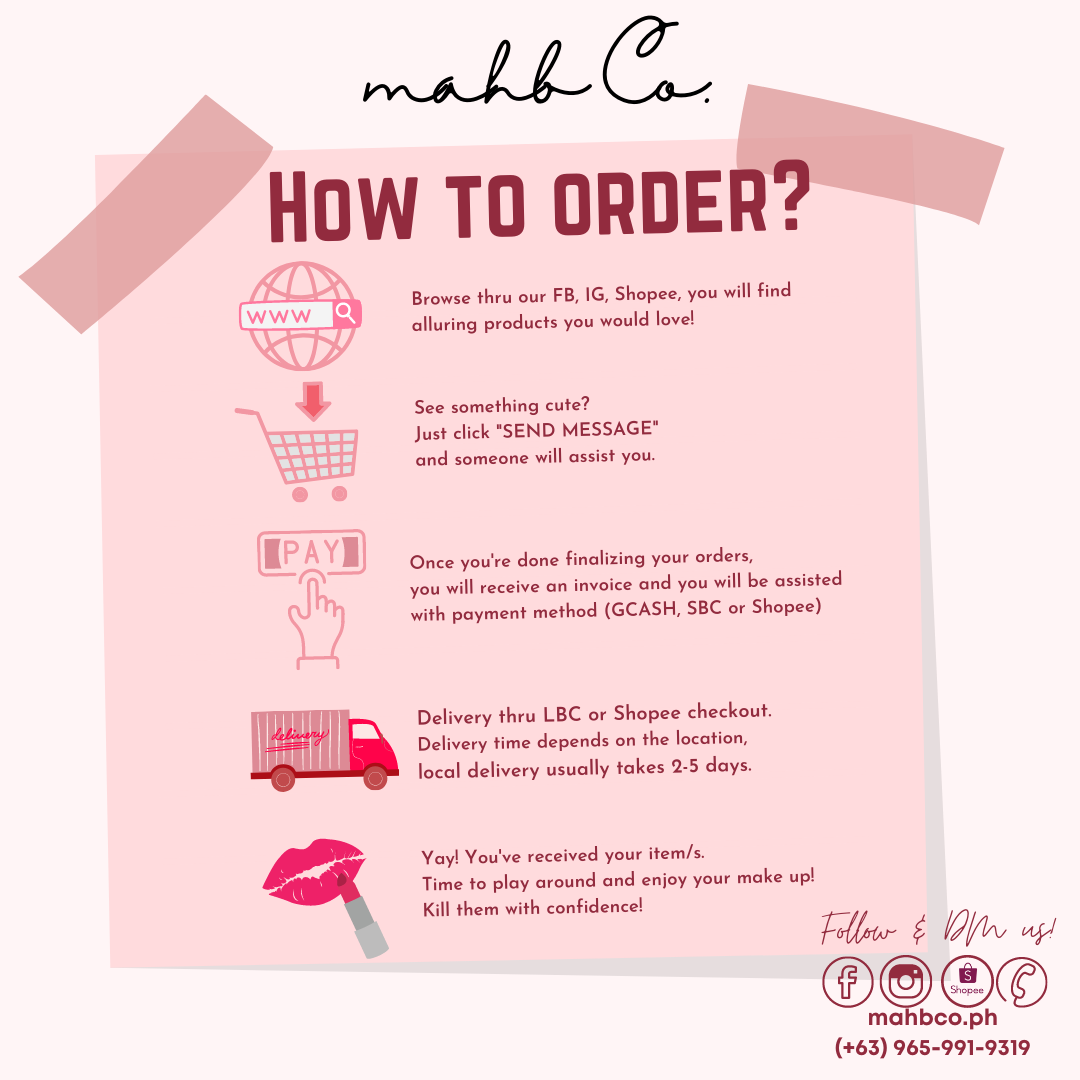 mahb Co.
How to order?
www
Browse thru our FB, IG, Shopee, you will find
alluring products you would love!
See something cute?
Just click "SEND MESSAGE"
and someone will assist you.
PAY
Once you're done finalizing your orders,
you will receive an invoice and you will be assisted
with payment method (GCASH, SBC or Shopee)
delivery
Delivery thru LBC or Shopee checkout.
Delivery time depends on the location,
local delivery usually takes 2-5 days.
Yay! You've received your item/s.
Time to play around and enjoy your make up!
Kill them with confidence!
Follow & DM us!
f
S
Shopee
mahbco.ph
(+63) 965-991-9319